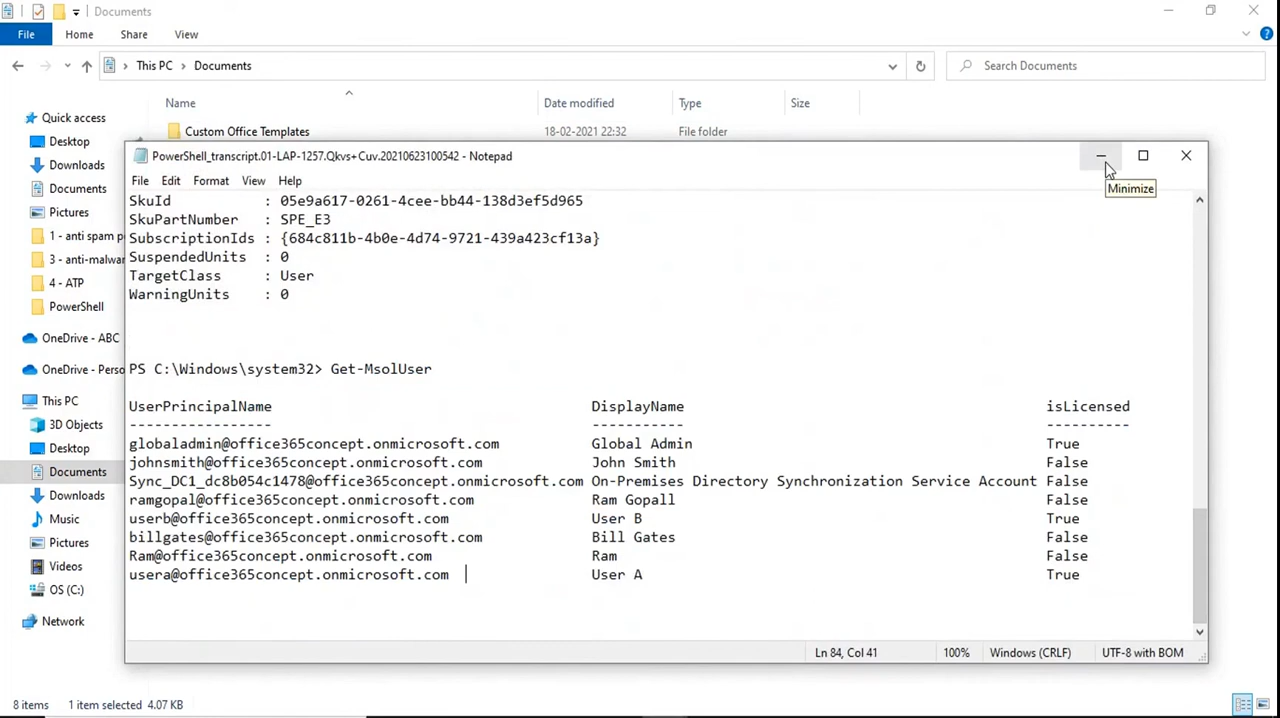 Documents
File Home Share View
This PC Documents Search Documents
Name Date modified Type Size
Quick access
Custom Office Templates 18-02-2021 22:32 File folder
Desktop
Downloads
Documents
Pictures
1 - anti spam p
3 - anti-malwar
4 - ATP
PowerShell
OneDrive - ABC
OneDrive - Perso
This PC
3D Objects
Desktop
Documents
Downloads
Music
Pictures
Videos
OS (C:)
Network
PowerShell_transcript.01-LAP-1257.Qkvs+Cuv.20210623100542 - Notepad
Minimize
File Edit Format View Help
SkuId : 05e9a617-0261-4cee-bb44-138d3ef5d965
SkuPartNumber : SPE_E3
SubscriptionIds : {684c811b-4b0e-4d74-9721-439a423cf13a}
SuspendedUnits : 0
TargetClass : User
WarningUnits : 0
PS C:\Windows\system32> Get-MsolUser
UserPrincipalName DisplayName isLicensed
----------------- ----------- ----------
globaladmin@office365concept.onmicrosoft.com Global Admin True
johnsmith@office365concept.onmicrosoft.com John Smith False
Sync_DC1_dc8b054c1478@office365concept.onmicrosoft.com On-Premises Directory Synchronization Service Account False
ramgopal@office365concept.onmicrosoft.com Ram Gopall False
userb@office365concept.onmicrosoft.com User B True
billgates@office365concept.onmicrosoft.com Bill Gates False
Ram@office365concept.onmicrosoft.com Ram False
usera@office365concept.onmicrosoft.com User A True
Ln 84, Col 41 100% Windows (CRLF) UTF-8 with BOM
8 items 1 item selected 4.07 KB